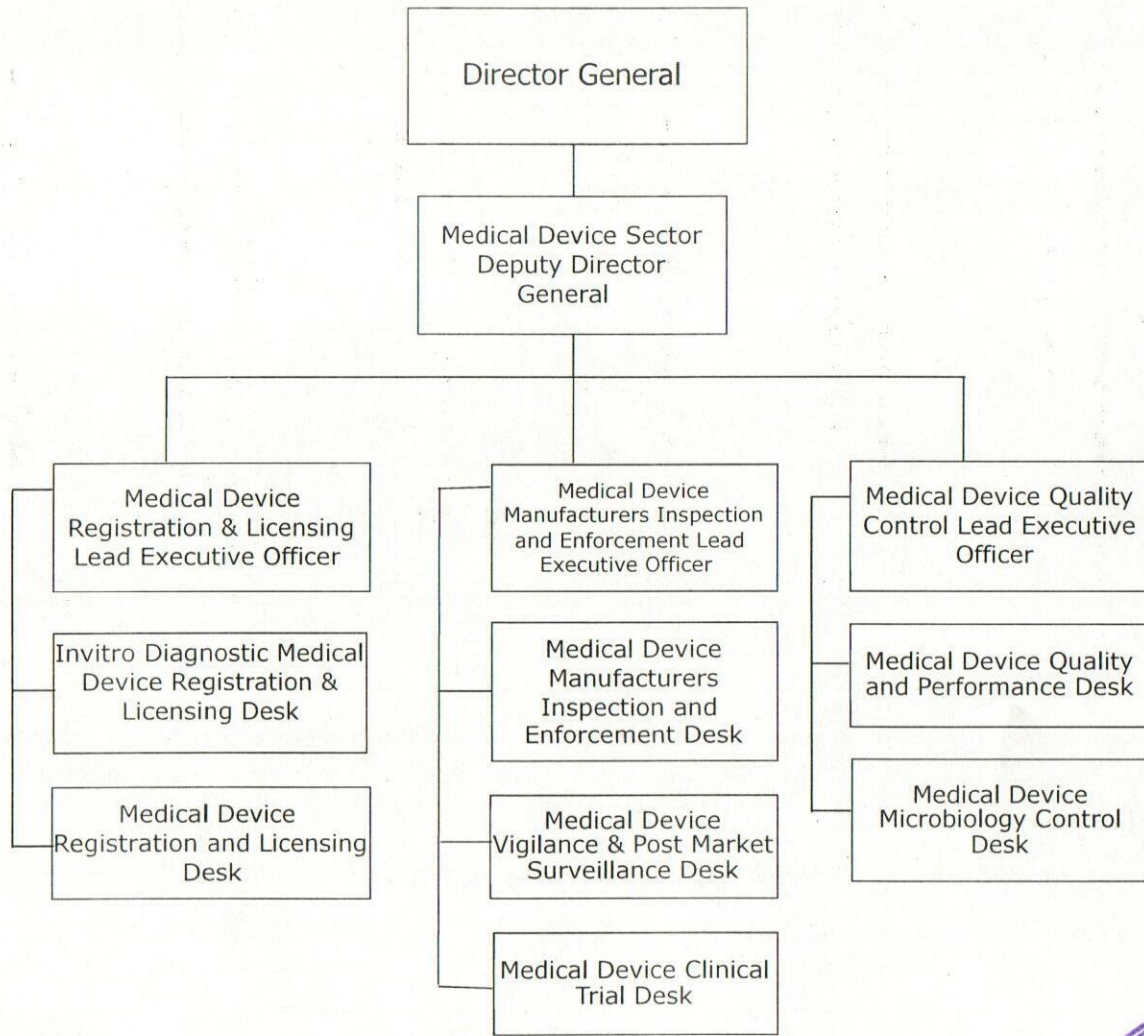 Director General
Medical Device Sector
Deputy Director
General
Medical Device
Registration & Licensing
Lead Executive Officer
Invitro Diagnostic Medical
Device Registration &
Licensing Desk
Medical Device
Registration and Licensing
Desk
Medical Device
Manufacturers Inspection
and Enforcement Lead
Executive Officer
Medical Device
Manufacturers
Inspection and
Enforcement Desk
Medical Device
Vigilance & Post Market
Surveillance Desk
Medical Device Clinical
Trial Desk
Medical Device Quality
Control Lead Executive
Officer
Medical Device Quality
and Performance Desk
Medical Device
Microbiology Control
Desk